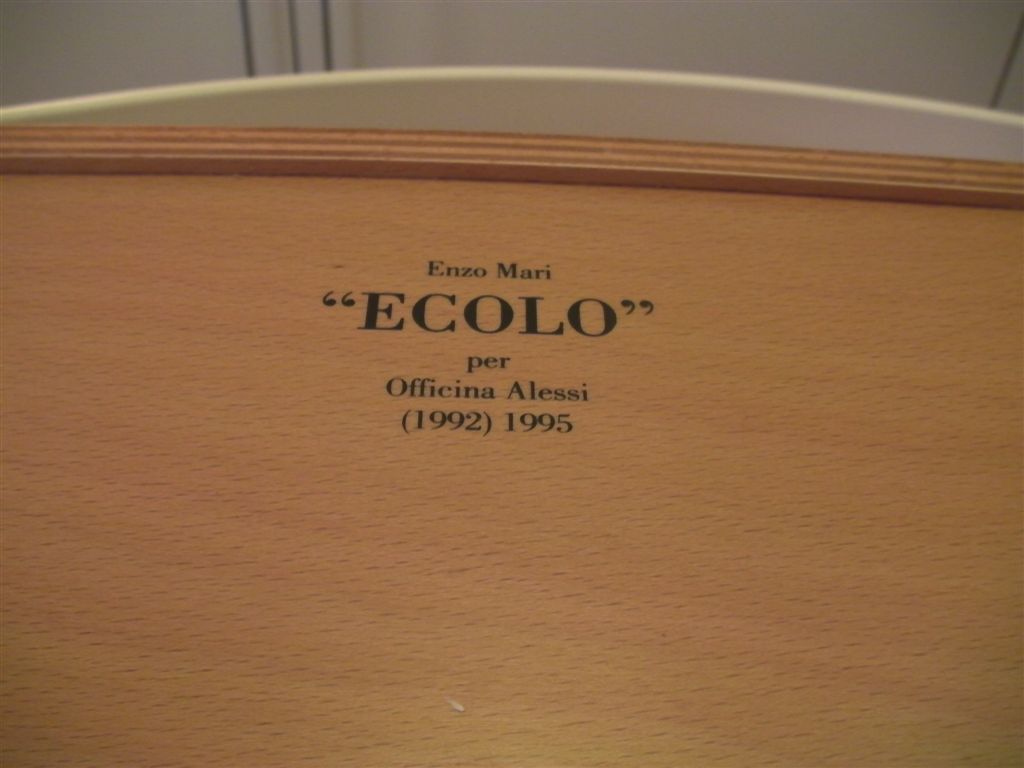 Enzo Mari
“ECOLO”
per
Officina Alessi
(1992) 1995